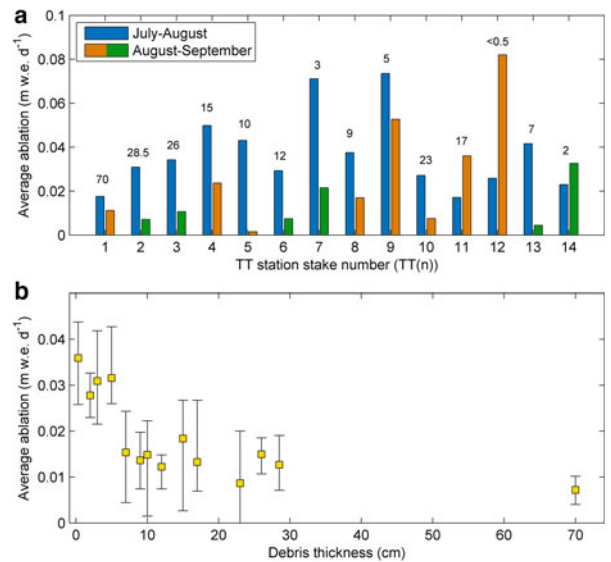 a
July-August
August-September
Average ablation (m w.e. d⁻¹)
0.1
0.08
0.06
0.04
0.02
0
70
28.5
26
15
10
12
3
9
5
23
17
<0.5
7
2
1 2 3 4 5 6 7 8 9 10 11 12 13 14
TT station stake number (TT(n))
b
Average ablation (m w.e. d⁻¹)
0.04
0.03
0.02
0.01
0
0 10 20 30 40 50 60 70
Debris thickness (cm)